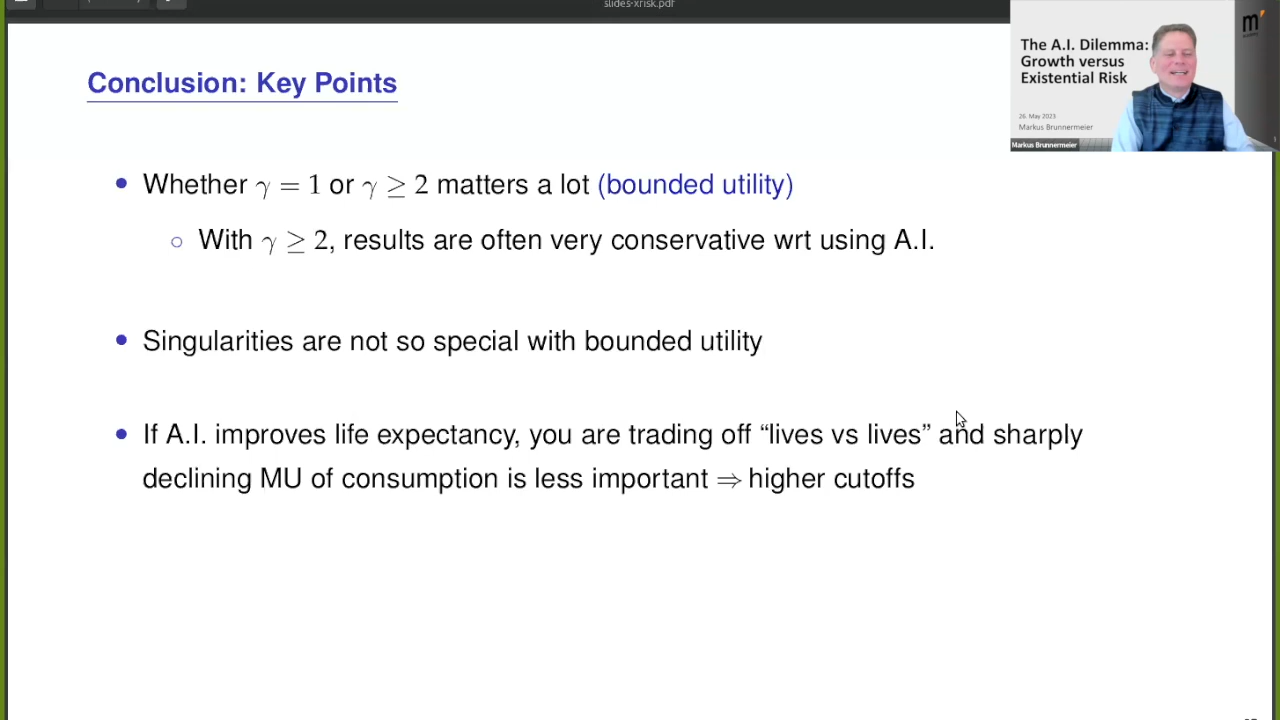 slides-xrisk.pdf
Conclusion: Key Points
• Whether γ = 1 or γ ≥ 2 matters a lot (bounded utility)
○ With γ ≥ 2, results are often very conservative wrt using A.I.
• Singularities are not so special with bounded utility
• If A.I. improves life expectancy, you are trading off “lives vs lives” and sharply
declining MU of consumption is less important ⇒ higher cutoffs
The A.I. Dilemma:
Growth versus
Existential Risk
26. May 2023
Markus Brunnermeier
Markus Brunnermeier
m